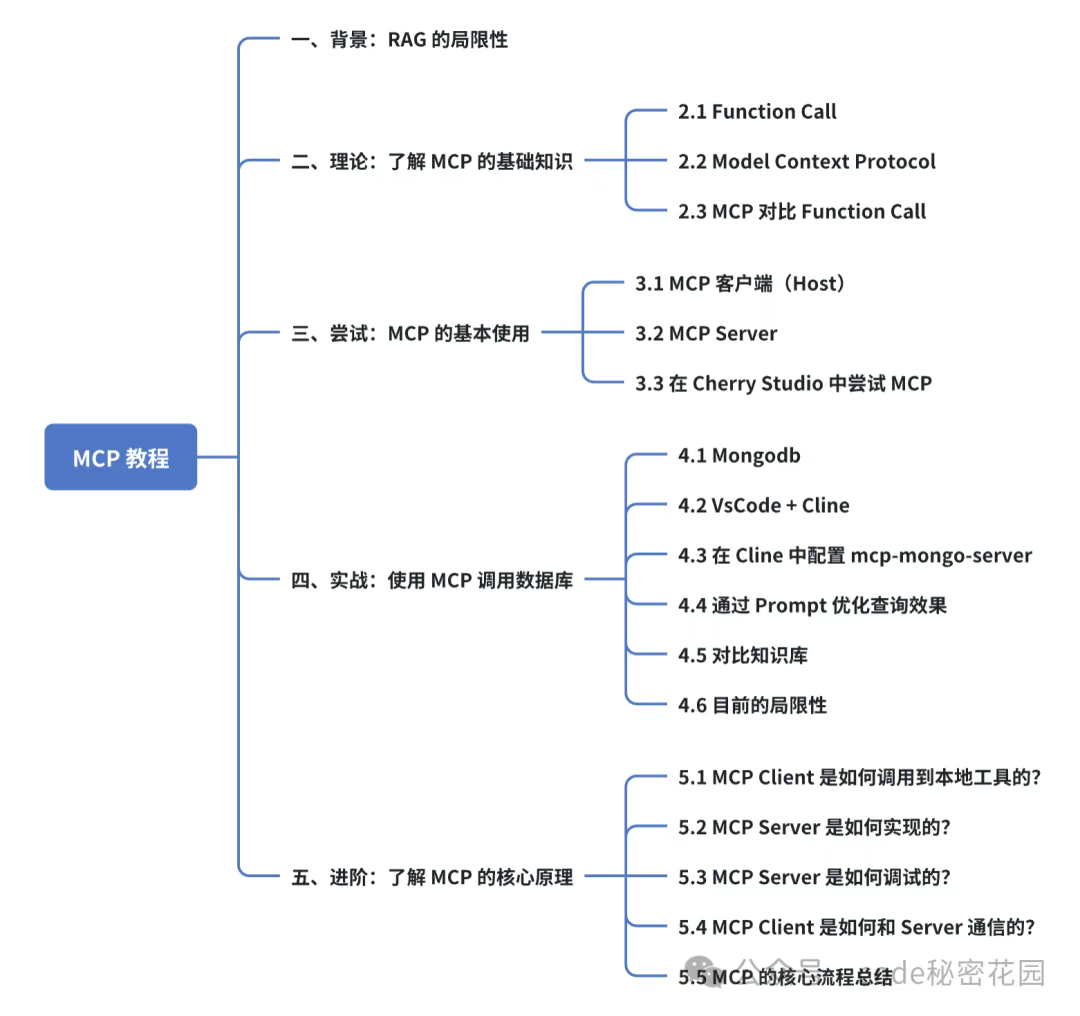 MCP 教程
一、背景：RAG 的局限性
二、理论：了解 MCP 的基础知识
2.1 Function Call
2.2 Model Context Protocol
2.3 MCP 对比 Function Call
三、尝试：MCP 的基本使用
3.1 MCP 客户端（Host）
3.2 MCP Server
3.3 在 Cherry Studio 中尝试 MCP
四、实战：使用 MCP 调用数据库
4.1 Mongodb
4.2 VsCode + Cline
4.3 在 Cline 中配置 mcp-mongo-server
4.4 通过 Prompt 优化查询效果
4.5 对比知识库
4.6 目前的局限性
五、进阶：了解 MCP 的核心原理
5.1 MCP Client 是如何调用到本地工具的？
5.2 MCP Server 是如何实现的？
5.3 MCP Server 是如何调试的？
5.4 MCP Client 是如何和 Server 通信的？
5.5 MCP 的核心流程总结
公众号 code秘密花园